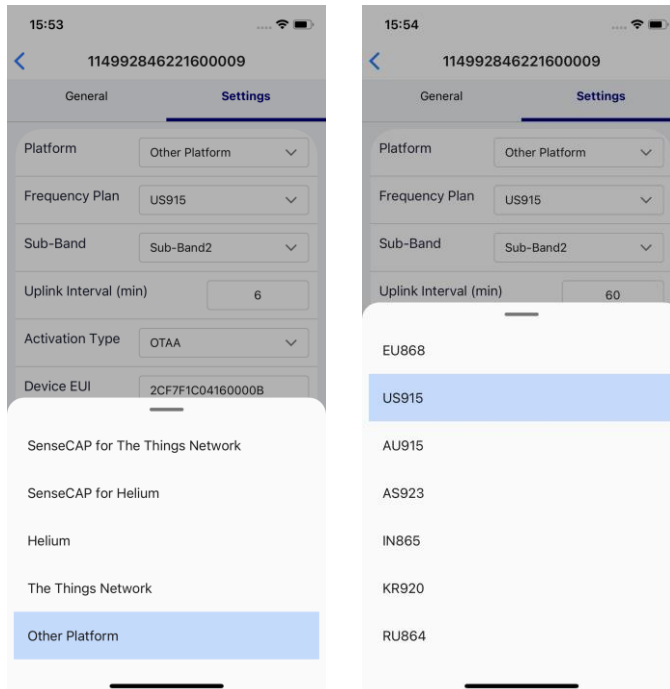 15:53
114992846221600009
General Settings
Platform Other Platform
Frequency Plan US915
Sub-Band Sub-Band2
Uplink Interval (min) 6
Activation Type OTAA
Device EUI 2CF7F1C04160000B
SenseCAP for The Things Network
SenseCAP for Helium
Helium
The Things Network
Other Platform
15:54
114992846221600009
General Settings
Platform Other Platform
Frequency Plan US915
Sub-Band Sub-Band2
Uplink Interval (min) 60
EU868
US915
AU915
AS923
IN865
KR920
RU864